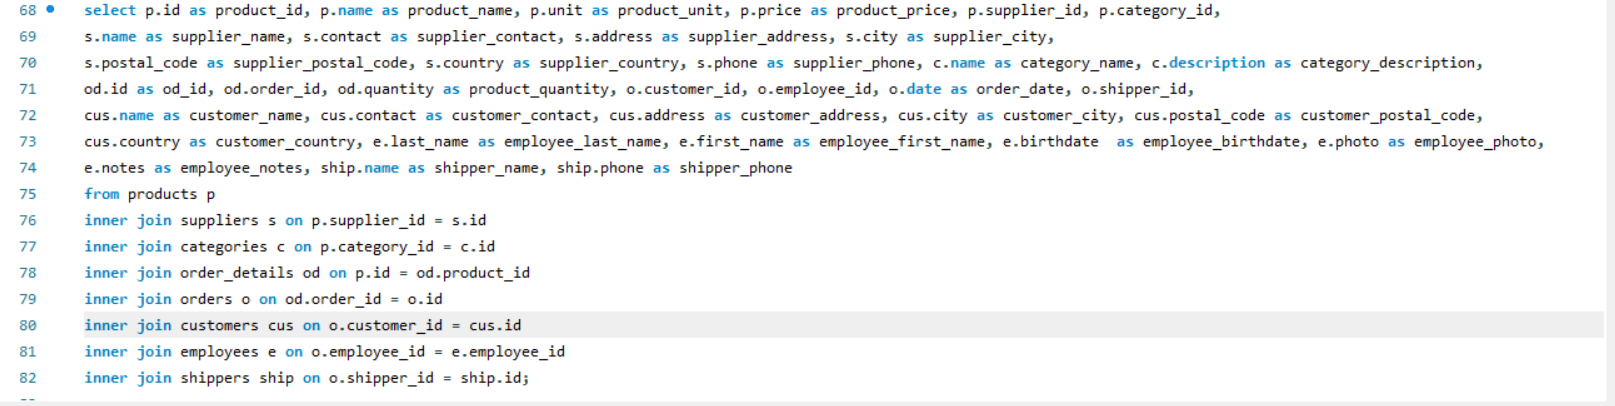 68 select p.id as product_id, p.name as product_name, p.unit as product_unit, p.price as product_price, p.supplier_id, p.category_id,
69 s.name as supplier_name, s.contact as supplier_contact, s.address as supplier_address, s.city as supplier_city,
70 s.postal_code as supplier_postal_code, s.country as supplier_country, s.phone as supplier_phone, c.name as category_name, c.description as category_description,
71 od.id as od_id, od.order_id, od.quantity as product_quantity, o.customer_id, o.employee_id, o.date as order_date, o.shipper_id,
72 cus.name as customer_name, cus.contact as customer_contact, cus.address as customer_address, cus.city as customer_city, cus.postal_code as customer_postal_code,
73 cus.country as customer_country, e.last_name as employee_last_name, e.first_name as employee_first_name, e.birthdate  as employee_birthdate, e.photo as employee_photo,
74 e.notes as employee_notes, ship.name as shipper_name, ship.phone as shipper_phone
75 from products p
76 inner join suppliers s on p.supplier_id = s.id
77 inner join categories c on p.category_id = c.id
78 inner join order_details od on p.id = od.product_id
79 inner join orders o on od.order_id = o.id
80 inner join customers cus on o.customer_id = cus.id
81 inner join employees e on o.employee_id = e.employee_id
82 inner join shippers ship on o.shipper_id = ship.id;